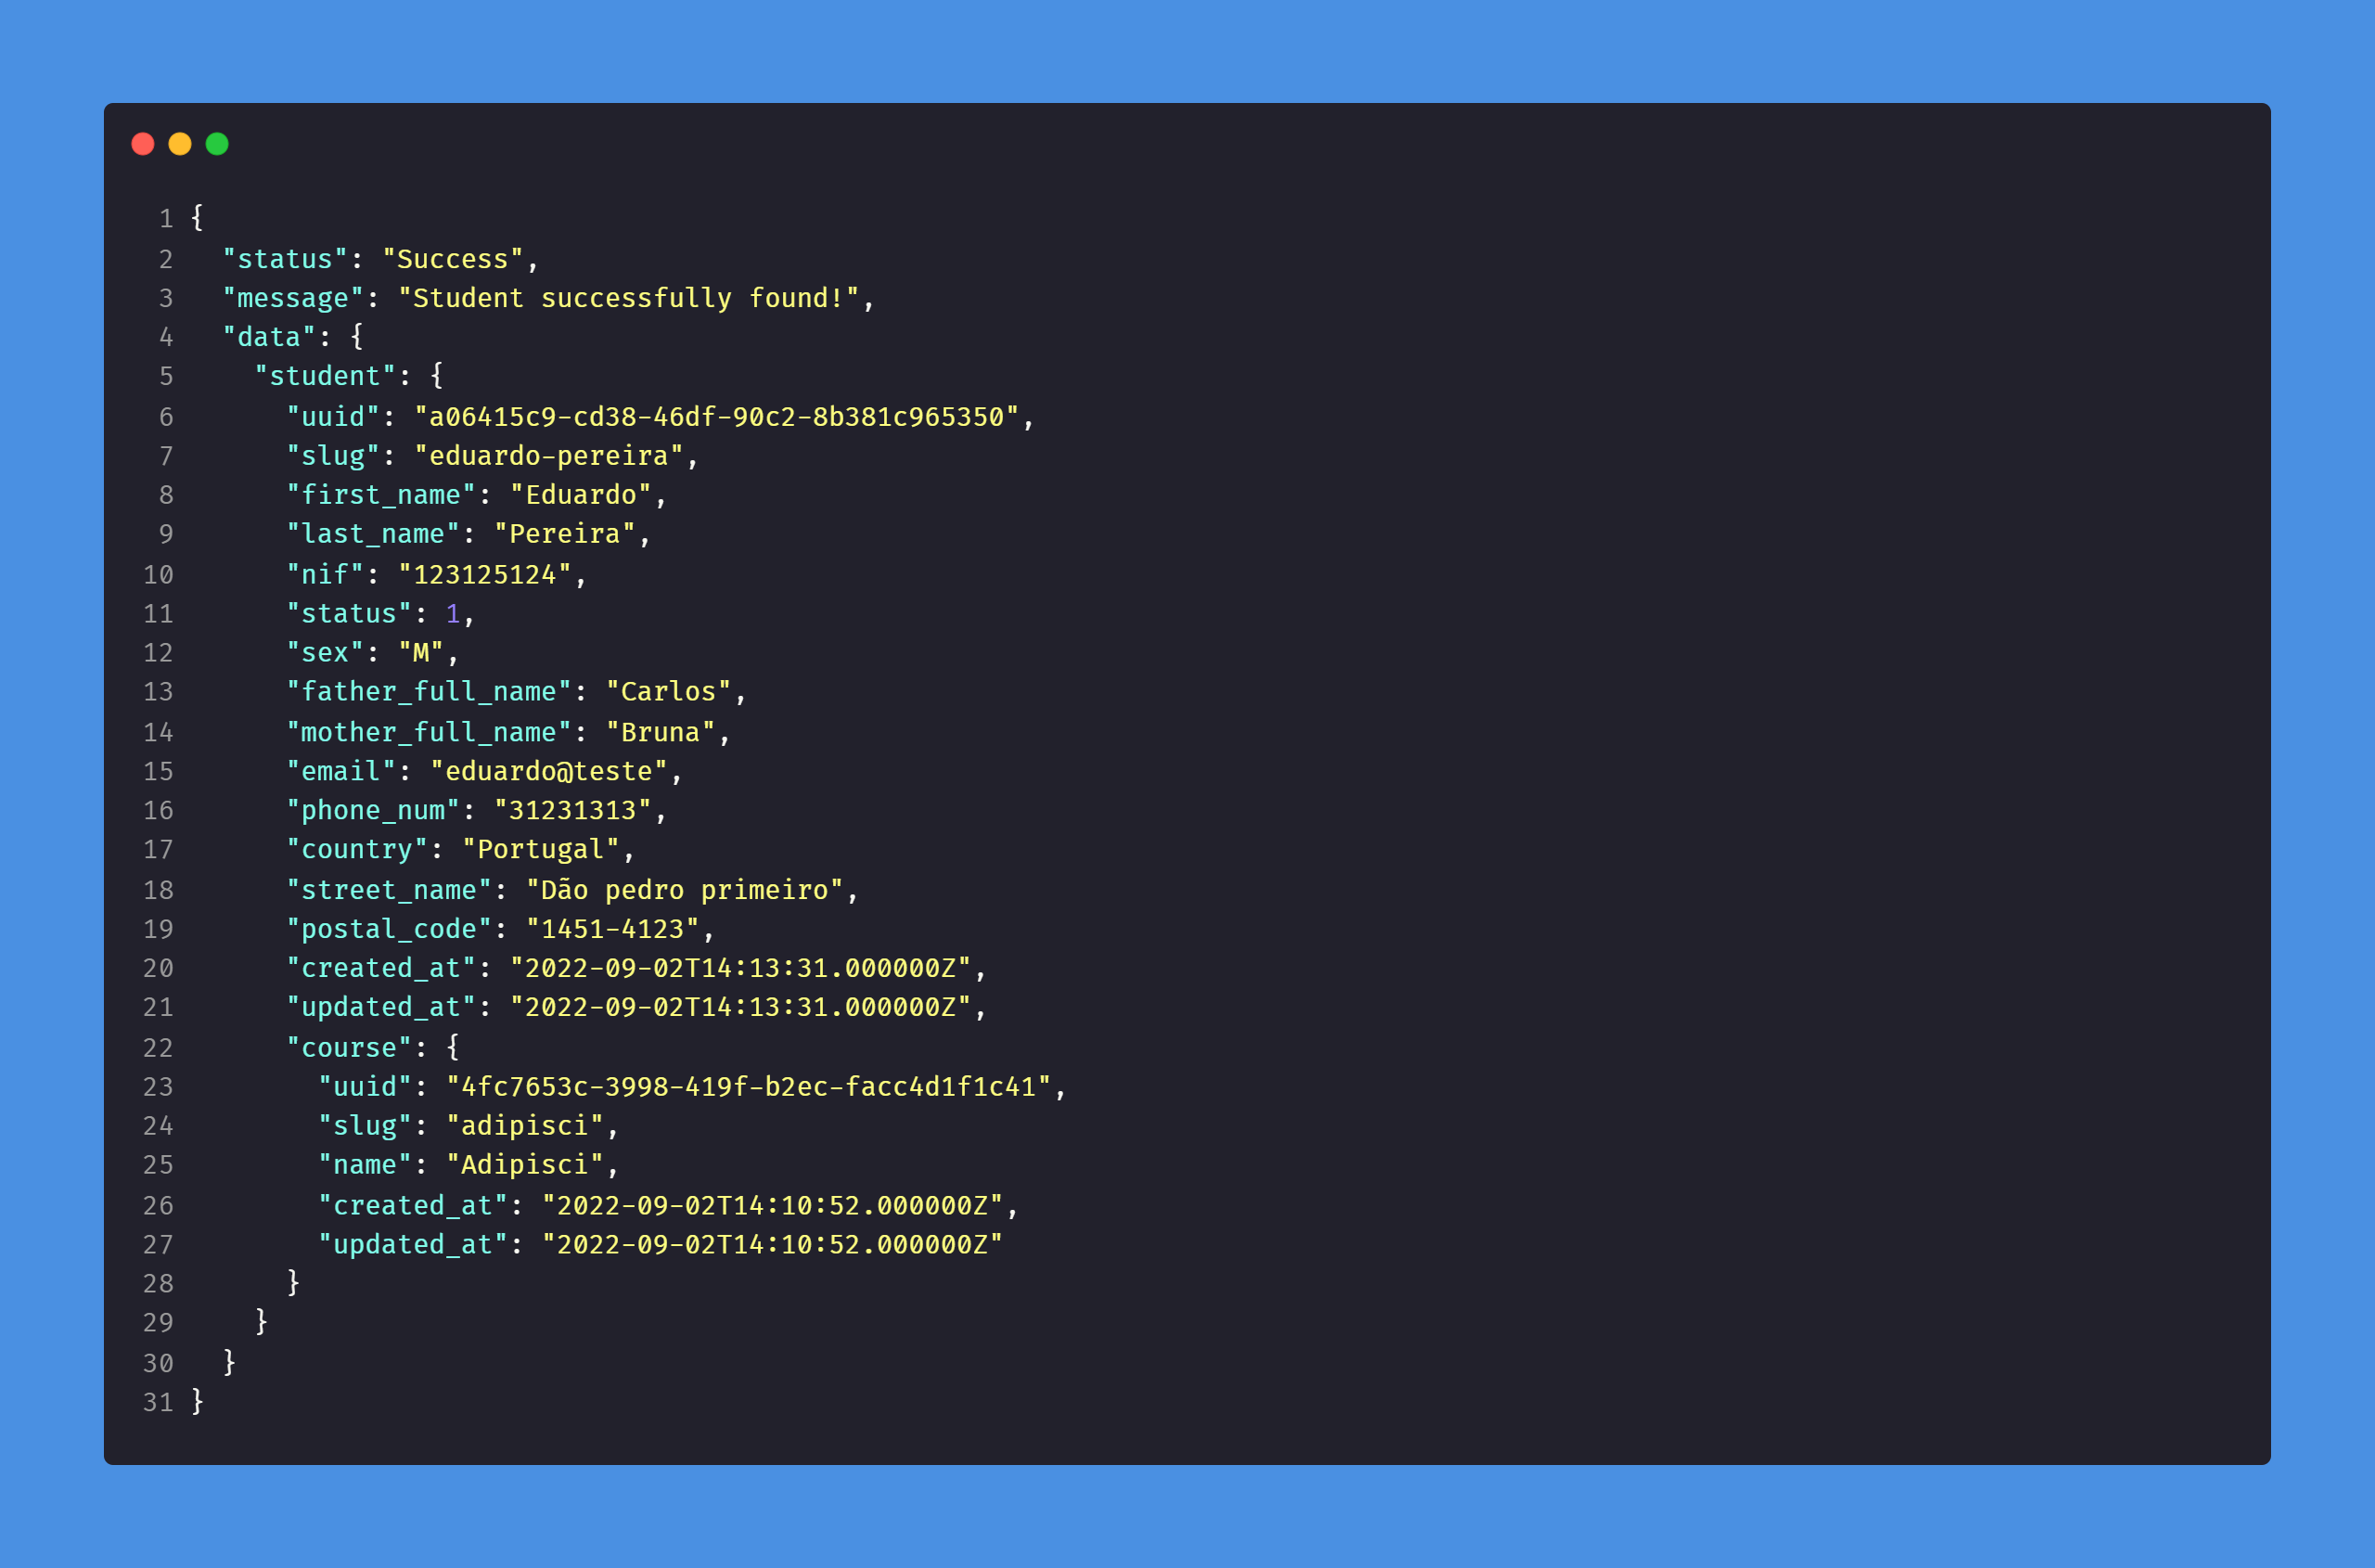 1 {
2   "status": "Success",
3   "message": "Student successfully found!",
4   "data": {
5     "student": {
6       "uuid": "a06415c9-cd38-46df-90c2-8b381c965350",
7       "slug": "eduardo-pereira",
8       "first_name": "Eduardo",
9       "last_name": "Pereira",
10       "nif": "123125124",
11       "status": 1,
12       "sex": "M",
13       "father_full_name": "Carlos",
14       "mother_full_name": "Bruna",
15       "email": "eduardo@teste",
16       "phone_num": "31231313",
17       "country": "Portugal",
18       "street_name": "Dão pedro primeiro",
19       "postal_code": "1451-4123",
20       "created_at": "2022-09-02T14:13:31.000000Z",
21       "updated_at": "2022-09-02T14:13:31.000000Z",
22       "course": {
23         "uuid": "4fc7653c-3998-419f-b2ec-facc4d1f1c41",
24         "slug": "adipisci",
25         "name": "Adipisci",
26         "created_at": "2022-09-02T14:10:52.000000Z",
27         "updated_at": "2022-09-02T14:10:52.000000Z"
28       }
29     }
30   }
31 }